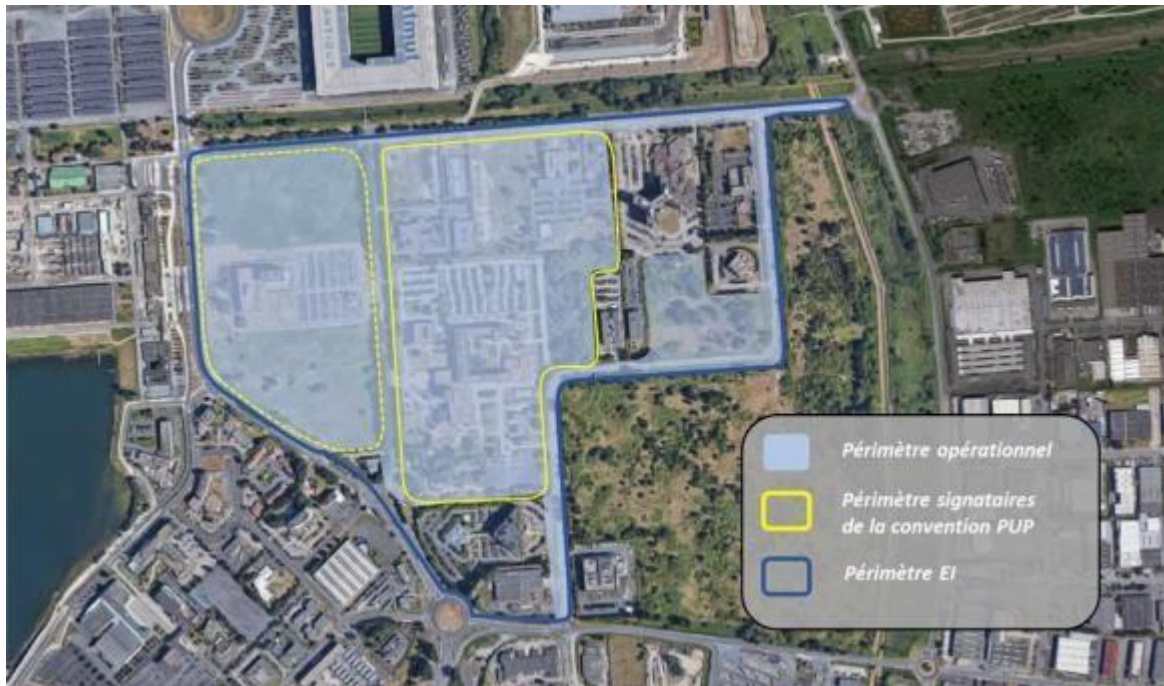 Périmètre opérationnel
Périmètre signataires
de la convention PUP
Périmètre EI